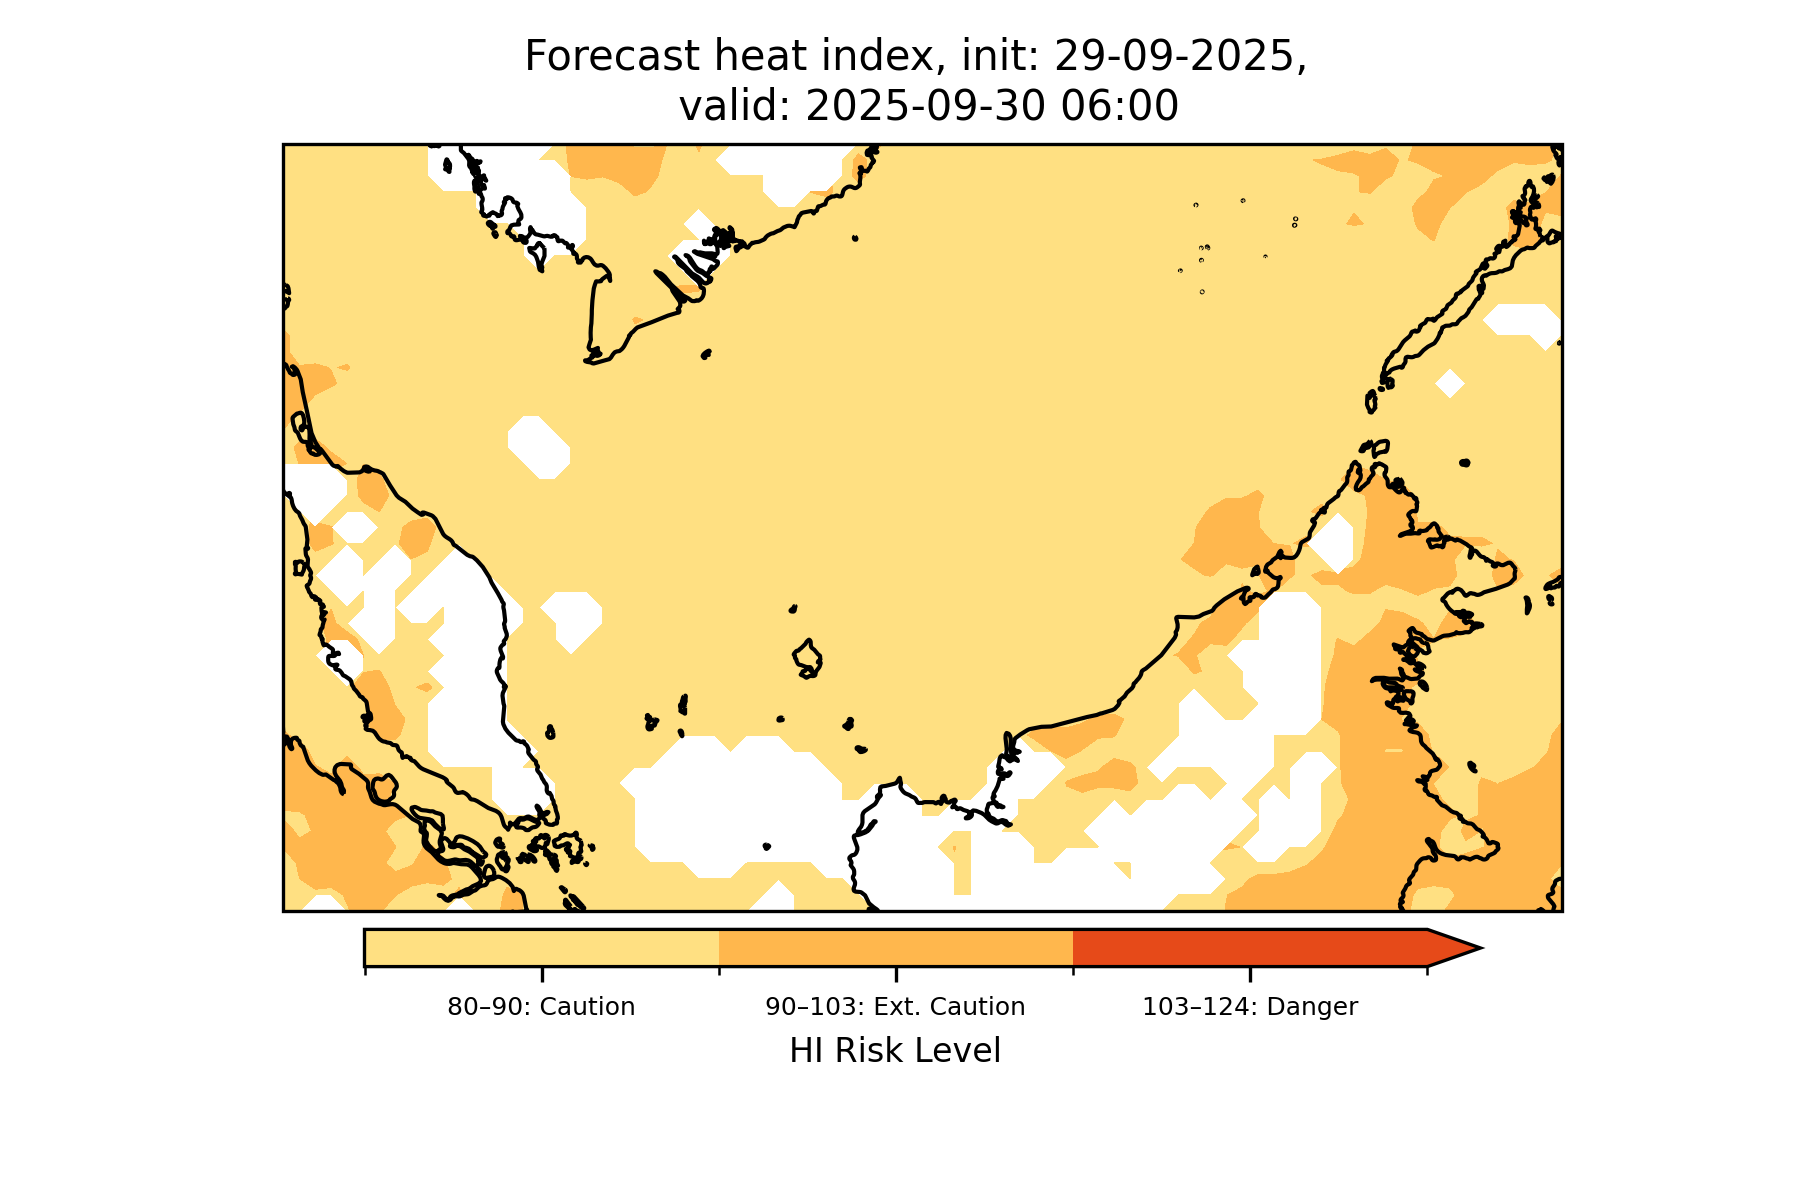 Forecast heat index, init: 29-09-2025,
valid: 2025-09-30 06:00
80–90: Caution
90–103: Ext. Caution
103–124: Danger
HI Risk Level